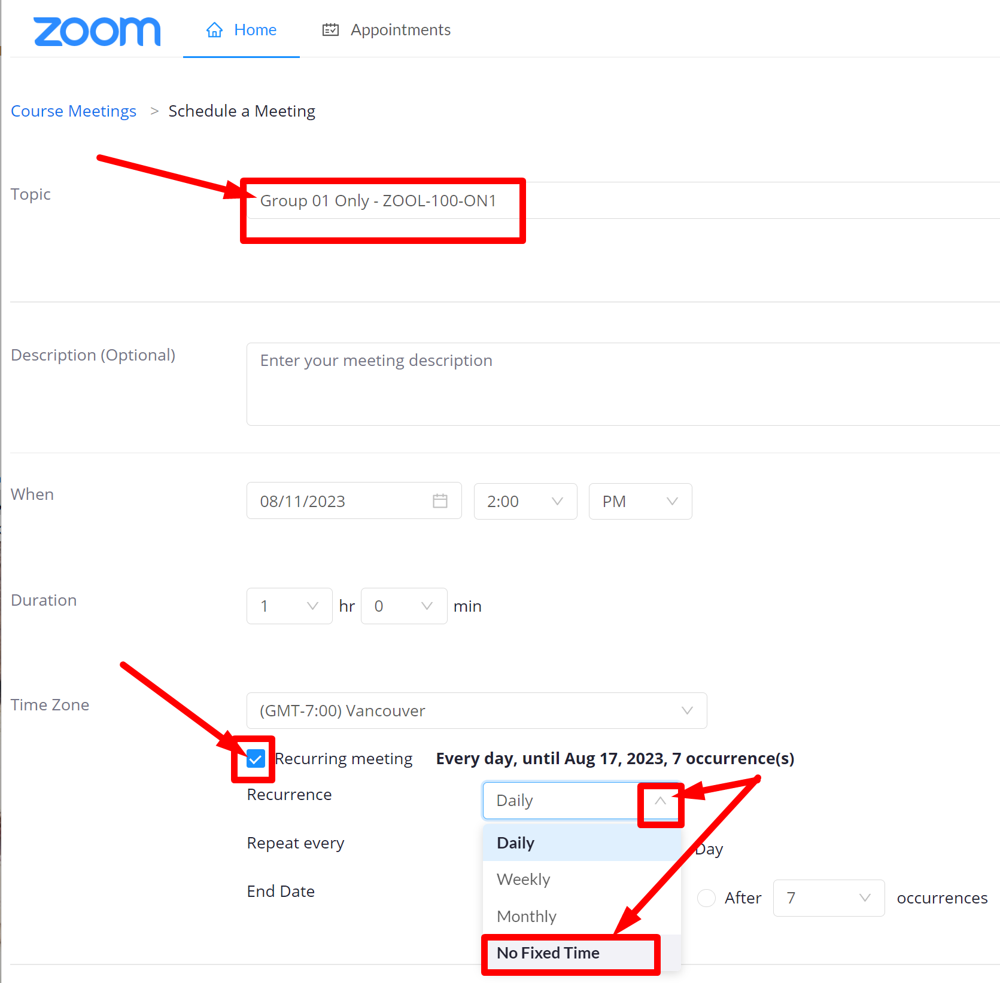 zoom Home Appointments
Course Meetings > Schedule a Meeting
Topic Group 01 Only - ZOOL-100-ON1
Description (Optional) Enter your meeting description
When 08/11/2023 2:00 PM
Duration 1 hr 0 min
Time Zone (GMT-7:00) Vancouver
Recurring meeting Every day, until Aug 17, 2023, 7 occurrence(s)
Recurrence Daily
Repeat every Daily Day
Weekly
End Date After 7 occurrences
Monthly
No Fixed Time